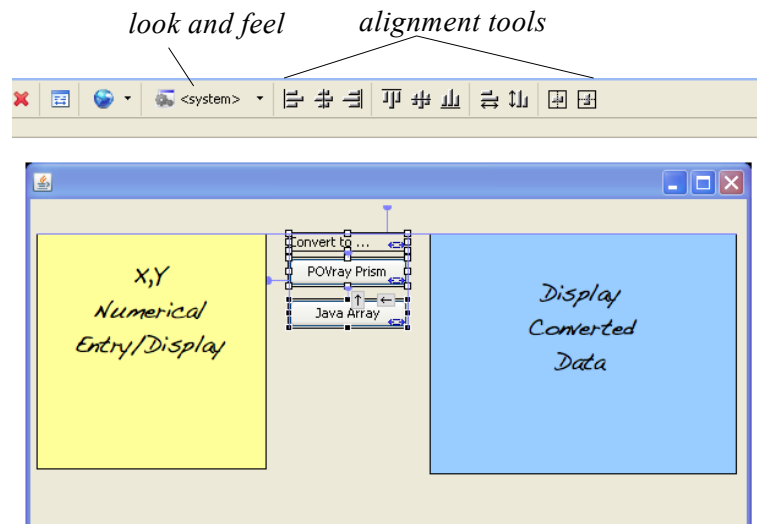 look and feel
alignment tools
<system>
Convert to ...
POVray Prism
Java Array
X,Y
Numerical
Entry/Display
Display
Converted
Data